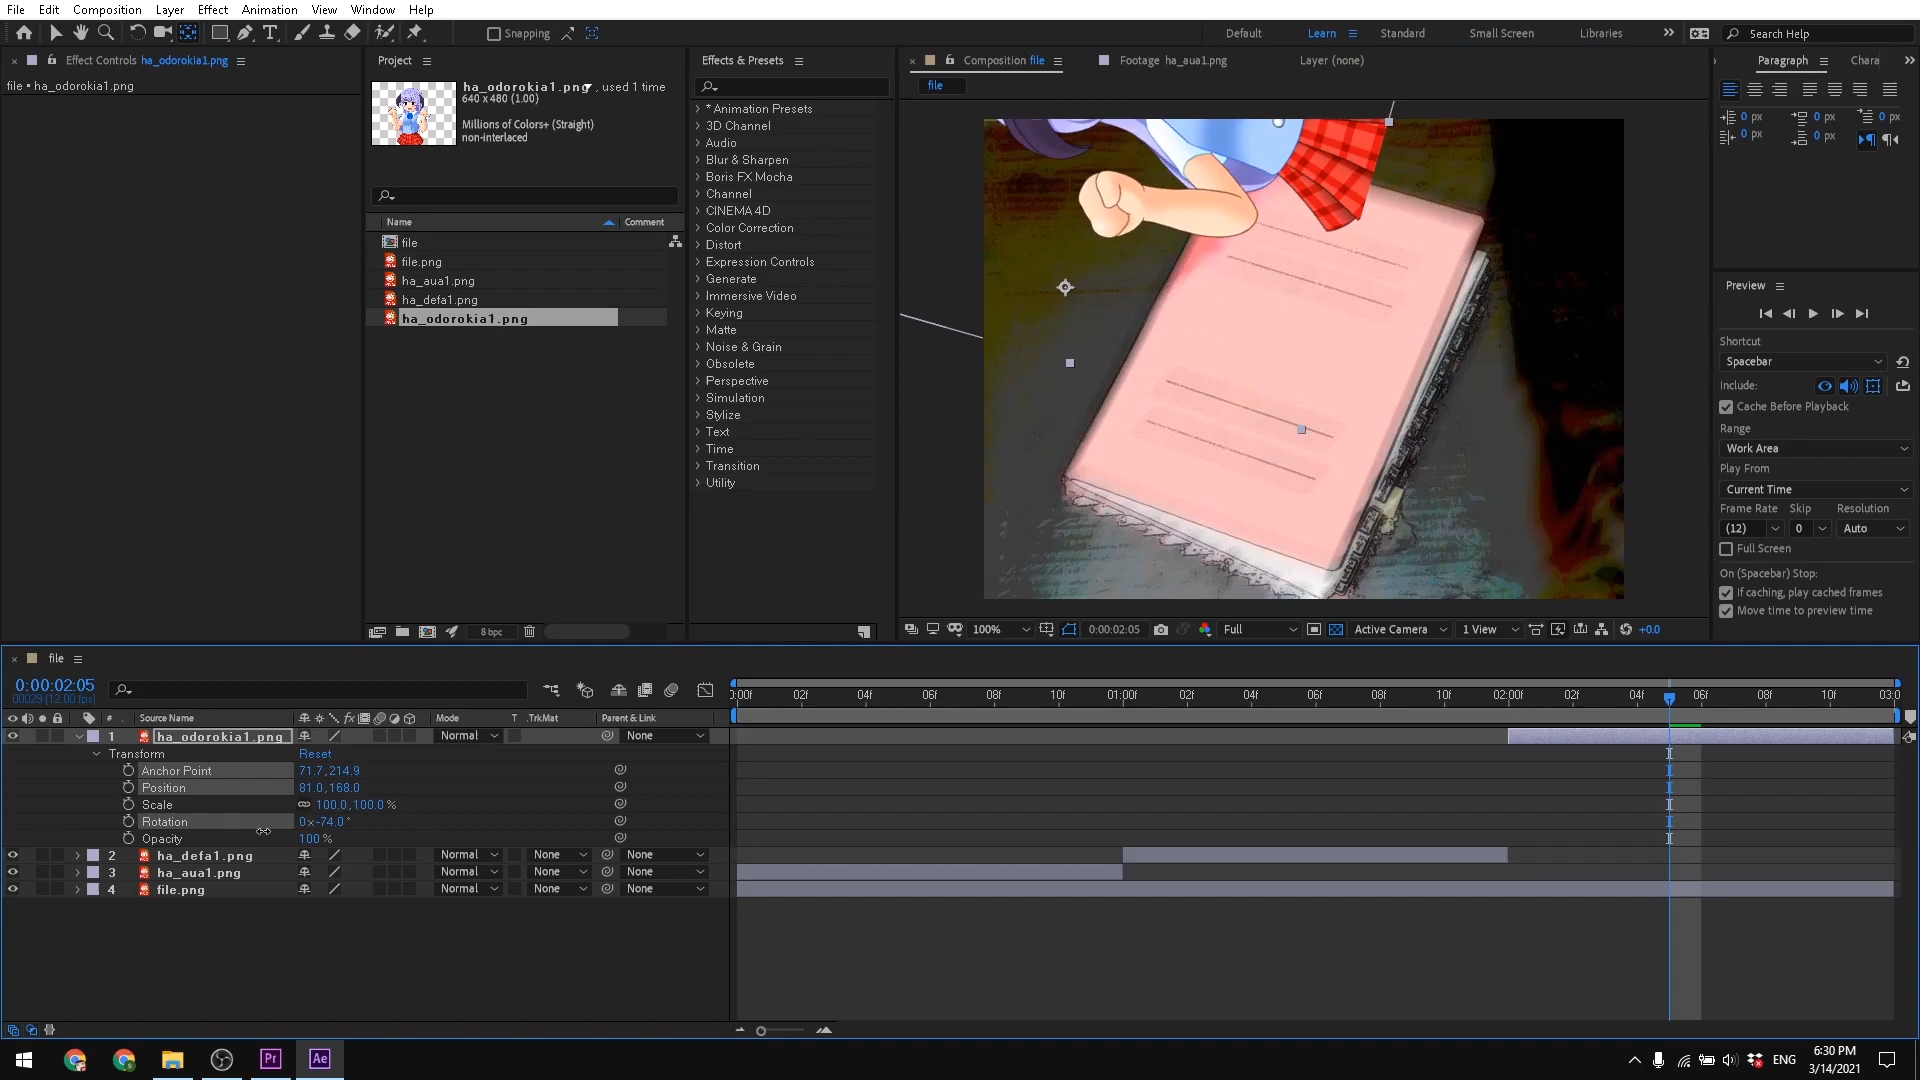 File Edit Composition Layer Effect Animation View Window Help
Snapping
Default Learn Standard Small Screen Libraries Search Help
Effect Controls ha_odorokia1.png
file • ha_odorokia1.png
Project
ha_odorokia1.png , used 1 time
640 x 480 (1.00)
Millions of Colors+ (Straight)
non-interlaced
Name Comment
file
file.png
ha_aua1.png
ha_defa1.png
ha_odorokia1.png
8 bpc
Effects & Presets
* Animation Presets
3D Channel
Audio
Blur & Sharpen
Boris FX Mocha
Channel
CINEMA 4D
Color Correction
Distort
Expression Controls
Generate
Immersive Video
Keying
Matte
Noise & Grain
Obsolete
Perspective
Simulation
Stylize
Text
Time
Transition
Utility
Composition file Footage ha_aua1.png Layer (none)
file
100% 0:00:02:05 Full Active Camera 1 View +0.0
Paragraph Chara
0 px 0 px 0 px
0 px 0 px
Preview
Shortcut
Spacebar
Include:
Cache Before Playback
Range
Work Area
Play From
Current Time
Frame Rate Skip Resolution
(12) 0 Auto
Full Screen
On (Spacebar) Stop:
If caching, play cached frames
Move time to preview time
file
0:00:02:05
00029 (12.00 fps)
:00f 02f 04f 06f 08f 10f 01:00f 02f 04f 06f 08f 10f 02:00f 02f 04f 06f 08f 10f 03:0
# Source Name Mode T .TrkMat Parent & Link
1 ha_odorokia1.png Normal None
Transform Reset
Anchor Point 71.7,214.9
Position 81.0,168.0
Scale 100.0,100.0 %
Rotation 0x-74.0°
Opacity 100 %
2 ha_defa1.png Normal None None
3 ha_aua1.png Normal None None
4 file.png Normal None None
Pr Ae
ENG 6:30 PM
3/14/2021